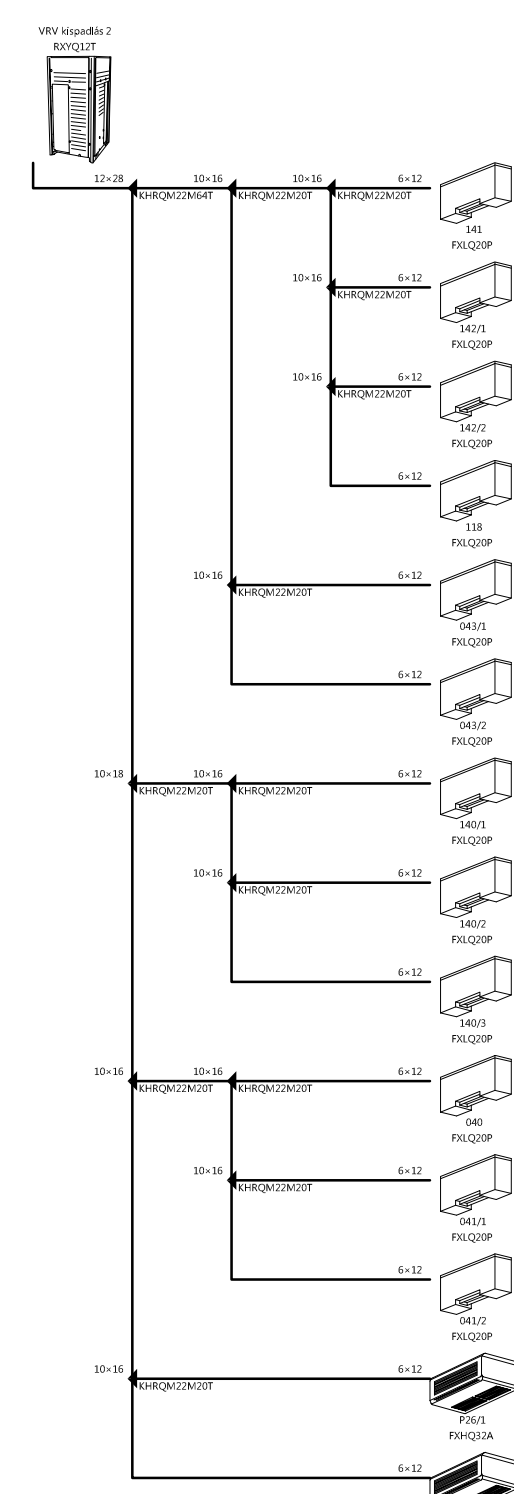 VRV kispadlás 2
RXYQ12T
12×28
10×16
10×16
6×12
KHRQM22M64T
KHRQM22M20T
KHRQM22M20T
141
FXLQ20P
10×16
6×12
KHRQM22M20T
142/1
FXLQ20P
10×16
6×12
KHRQM22M20T
142/2
FXLQ20P
6×12
118
FXLQ20P
10×16
6×12
KHRQM22M20T
043/1
FXLQ20P
6×12
043/2
FXLQ20P
10×18
10×16
6×12
KHRQM22M20T
KHRQM22M20T
140/1
FXLQ20P
10×16
6×12
KHRQM22M20T
140/2
FXLQ20P
6×12
140/3
FXLQ20P
10×16
10×16
6×12
KHRQM22M20T
KHRQM22M20T
040
FXLQ20P
10×16
6×12
KHRQM22M20T
041/1
FXLQ20P
6×12
041/2
FXLQ20P
10×16
6×12
KHRQM22M20T
P26/1
FXHQ32A
6×12